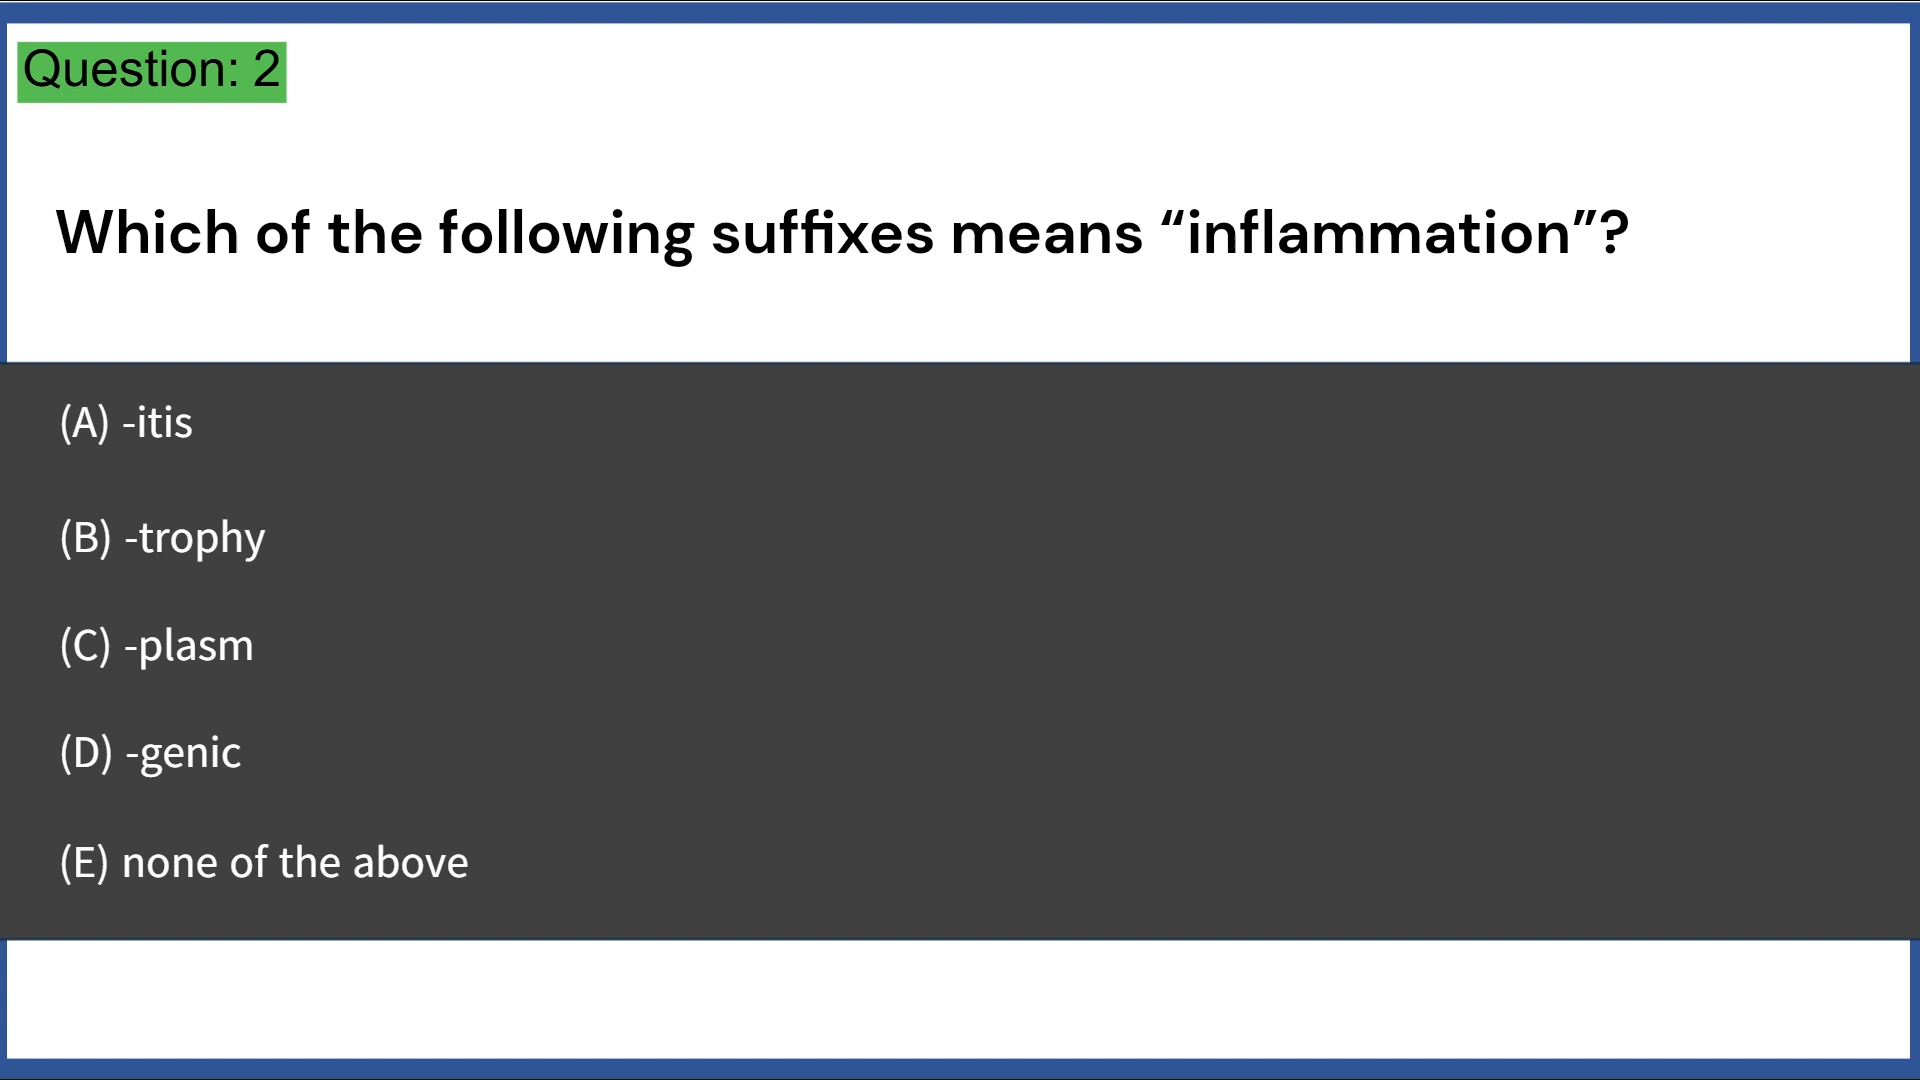 Question: 2
Which of the following suffixes means “inflammation”?
(A) -itis
(B) -trophy
(C) -plasm
(D) -genic
(E) none of the above